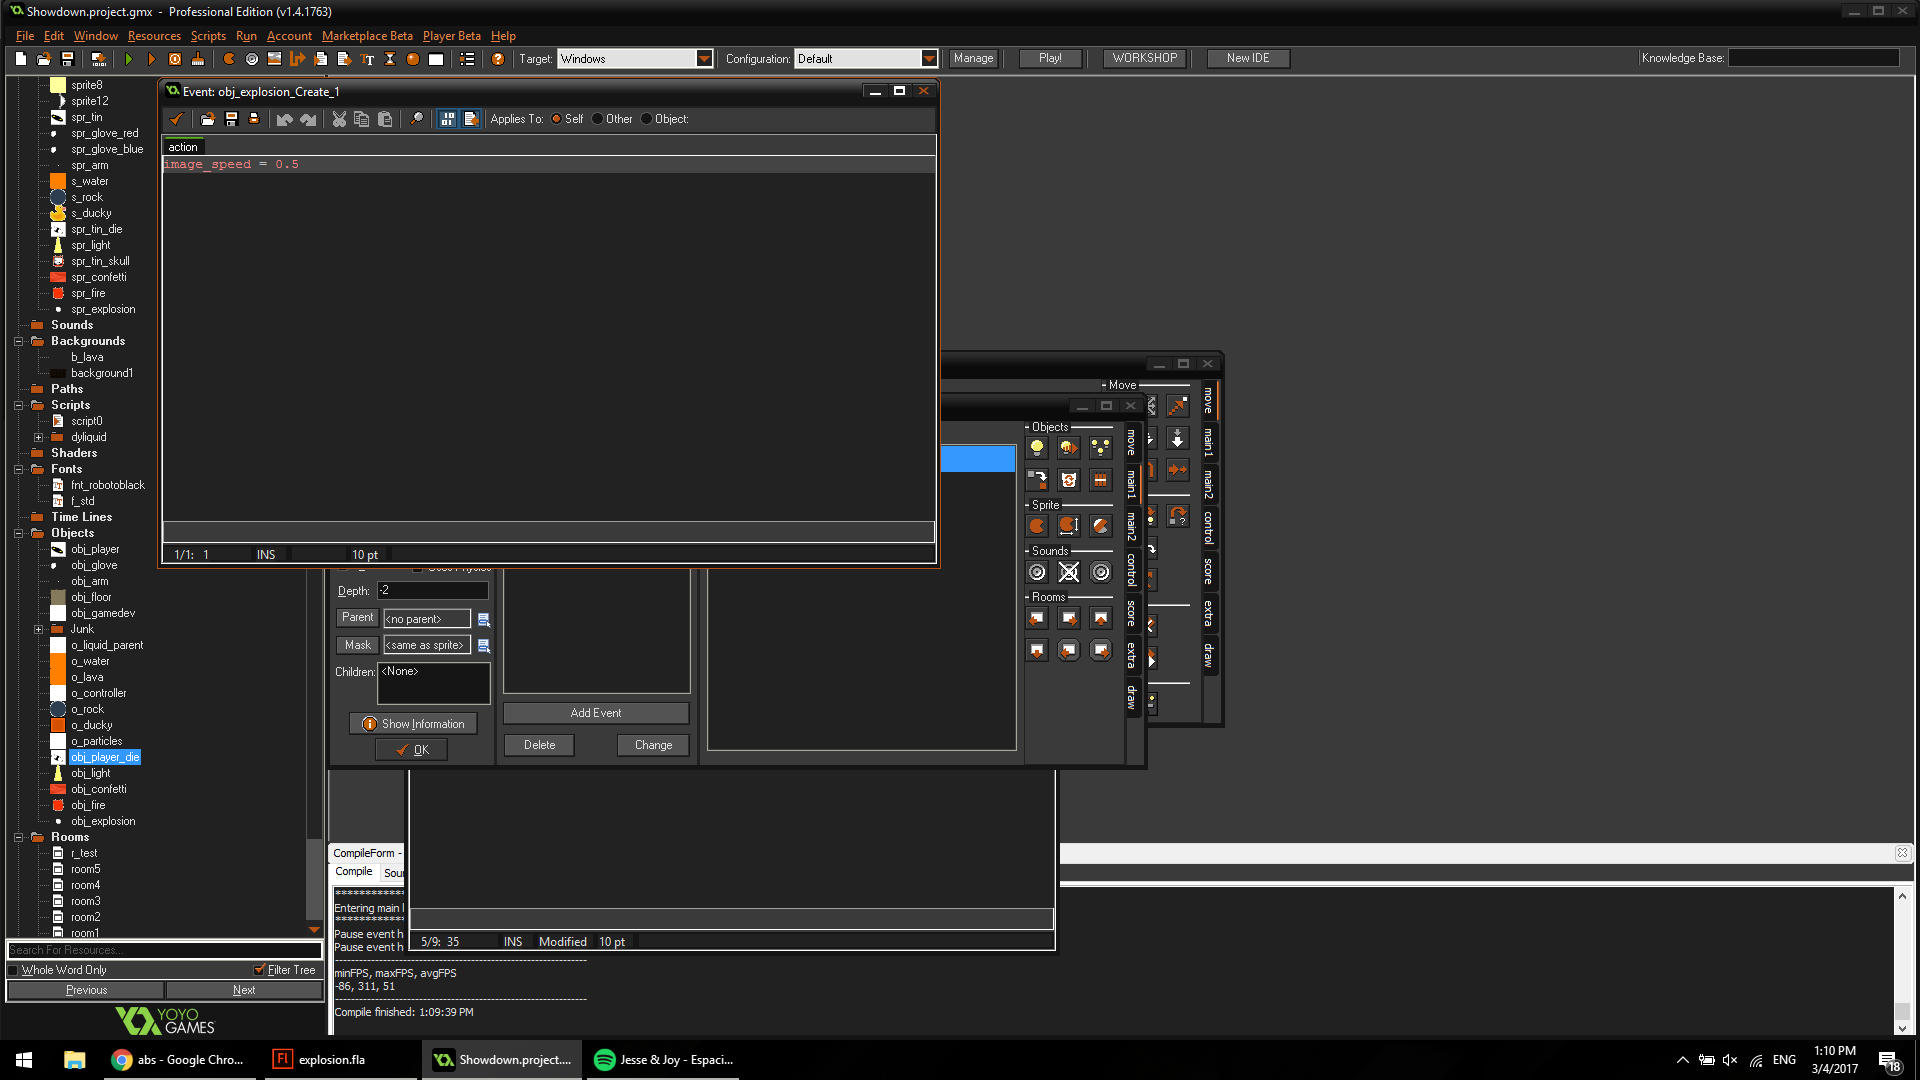 Showdown.project.gmx - Professional Edition (v1.4.1763)
File Edit Window Resources Scripts Run Account Marketplace Beta Player Beta Help
Target: Windows Configuration: Default Manage Play! WORKSHOP New IDE Knowledge Base:
sprite8
sprite12
spr_tin
spr_glove_red
spr_glove_blue
spr_arm
s_water
s_rock
s_ducky
spr_tin_die
spr_light
spr_tin_skull
spr_confetti
spr_fire
spr_explosion
Sounds
Backgrounds
b_lava
background1
Paths
Scripts
script0
dyliquid
Shaders
Fonts
fnt_robotoblack
f_std
Time Lines
Objects
obj_player
obj_glove
obj_arm
obj_floor
obj_gamedev
Junk
o_liquid_parent
o_water
o_lava
o_controller
o_rock
o_ducky
o_particles
obj_player_die
obj_light
obj_confetti
obj_fire
obj_explosion
Rooms
r_test
room5
room4
room3
room2
room1
Search For Resources...
Whole Word Only Filter Tree
Previous Next
YOYO
GAMES
Event: obj_explosion_Create_1
Applies To: Self Other Object:
action
image_speed = 0.5
1/1: 1 INS 10 pt
Depth: -2
Parent <no parent>
Mask <same as sprite>
Children: <None>
Show Information
OK
Add Event
Delete Change
Objects
Sprite
Sounds
Rooms
move
main1
main2
control
score
extra
draw
Move
move
main1
main2
control
score
extra
draw
5/9: 35 INS Modified 10 pt
CompileForm -
Compile Sour
Entering main l
Pause event h
Pause event h
minFPS, maxFPS, avgFPS
-86, 311, 51
Compile finished: 1:09:39 PM
abs - Google Chro...
explosion.fla
Showdown.project....
Jesse & Joy - Espaci...
ENG
1:10 PM
3/4/2017
18